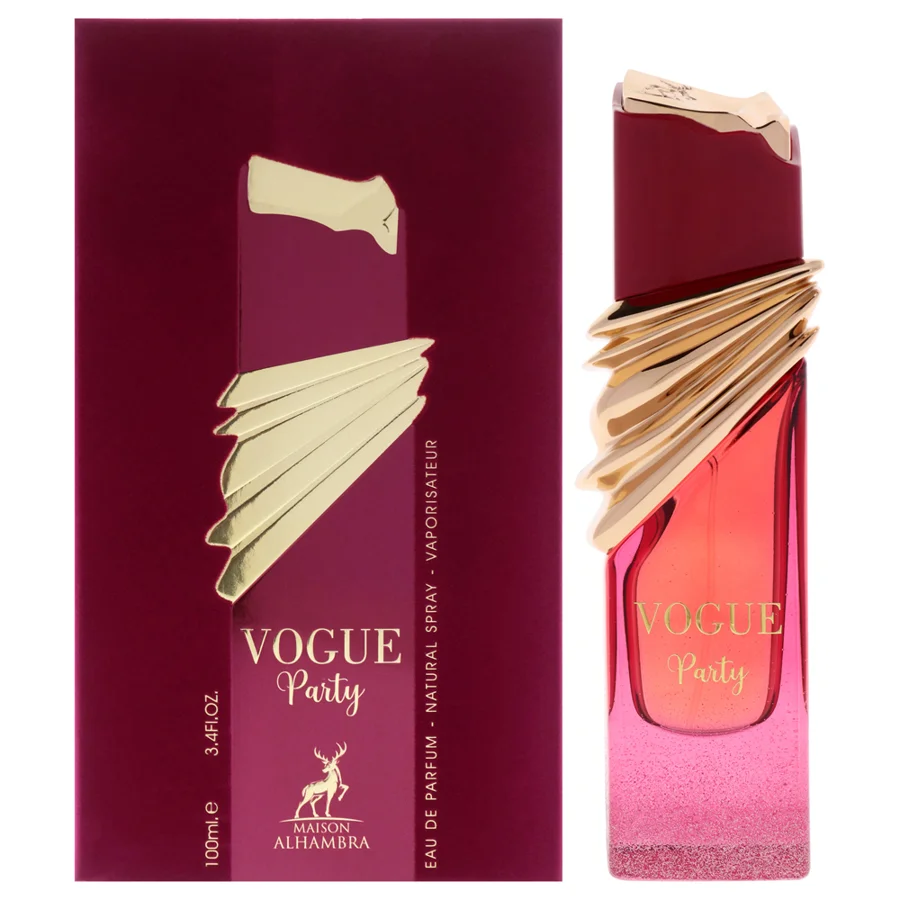 VOGUE
Party
MAISON
ALHAMBRA
100ml.e
3.4Fl.OZ.
EAU DE PARFUM - NATURAL SPRAY - VAPORISATEUR
VOGUE
Party